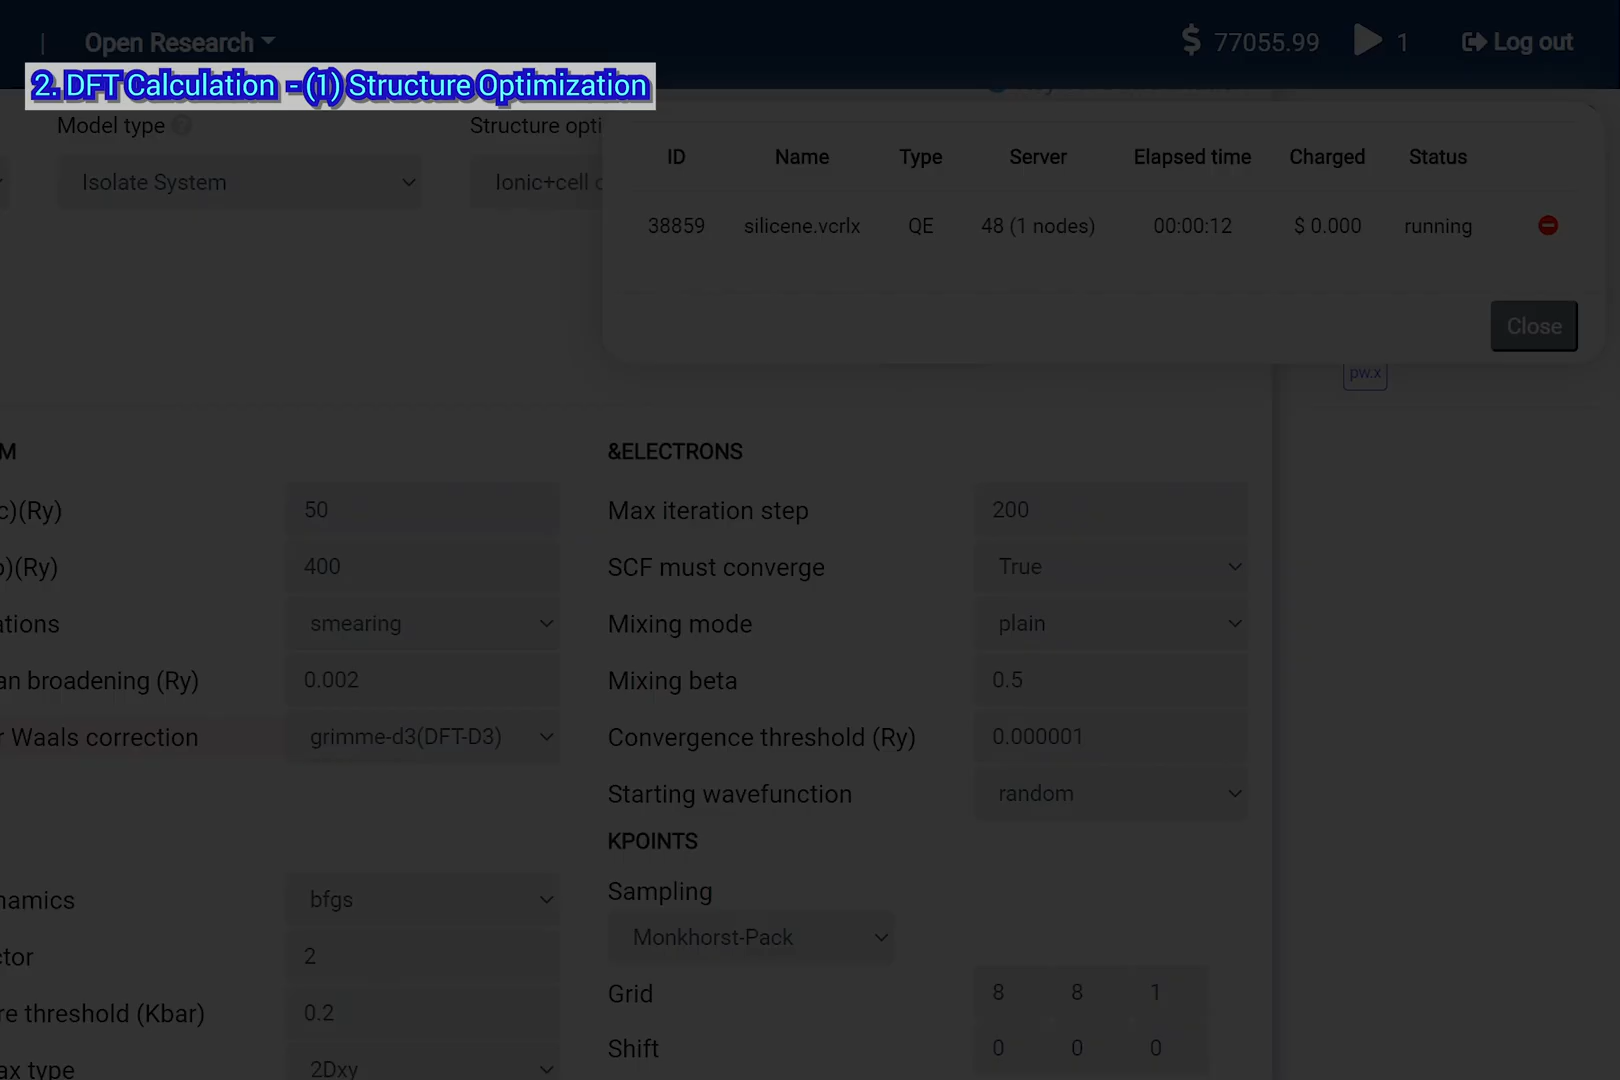 | Open Research
$ 77055.99 1 Log out
2. DFT Calculation - (1) Structure Optimization
Model type ?
Structure opti
Isolate System
Ionic+cell
ID Name Type Server Elapsed time Charged Status
38859 silicene.vcrlx QE 48 (1 nodes) 00:00:12 $ 0.000 running
Close
pw.x
M
&ELECTRONS
c)(Ry) 50
Max iteration step 200
o)(Ry) 400
SCF must converge True
ations smearing
Mixing mode plain
an broadening (Ry) 0.002
Mixing beta 0.5
r Waals correction grimme-d3(DFT-D3)
Convergence threshold (Ry) 0.000001
Starting wavefunction random
KPOINTS
Sampling
namics bfgs
Monkhorst-Pack
ctor 2
Grid 8 8 1
re threshold (Kbar) 0.2
Shift 0 0 0
ax type 2Dxy